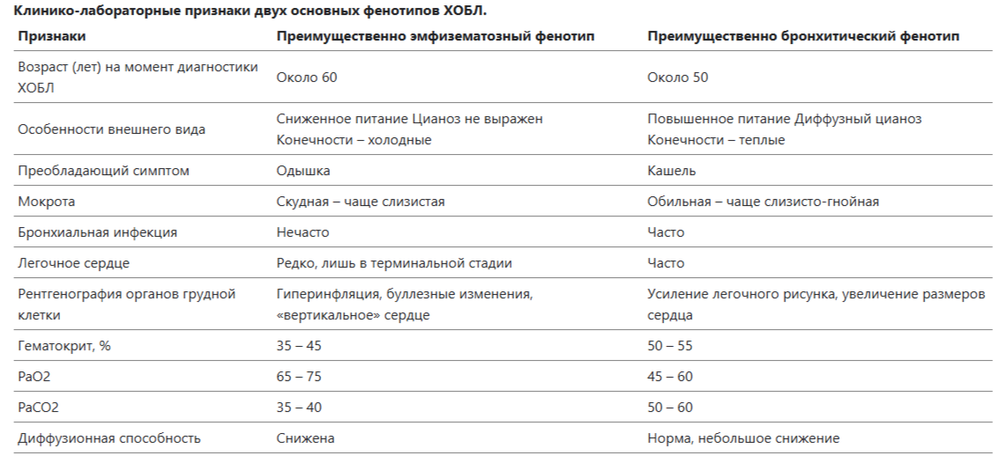 Клинико-лабораторные признаки двух основных фенотипов ХОБЛ.
Признаки Преимущественно эмфизематозный фенотип Преимущественно бронхитический фенотип
Возраст (лет) на момент диагностики
ХОБЛ
Около 60 Около 50
Особенности внешнего вида
Сниженное питание Цианоз не выражен
Конечности – холодные
Повышенное питание Диффузный цианоз
Конечности – теплые
Преобладающий симптом Одышка Кашель
Мокрота Скудная – чаще слизистая Обильная – чаще слизисто-гнойная
Бронхиальная инфекция Нечасто Часто
Легочное сердце Редко, лишь в терминальной стадии Часто
Рентгенография органов грудной
клетки
Гиперинфляция, буллезные изменения,
«вертикальное» сердце
Усиление легочного рисунка, увеличение размеров
сердца
Гематокрит, % 35 – 45 50 – 55
PaO2 65 – 75 45 – 60
PaCO2 35 – 40 50 – 60
Диффузионная способность Снижена Норма, небольшое снижение